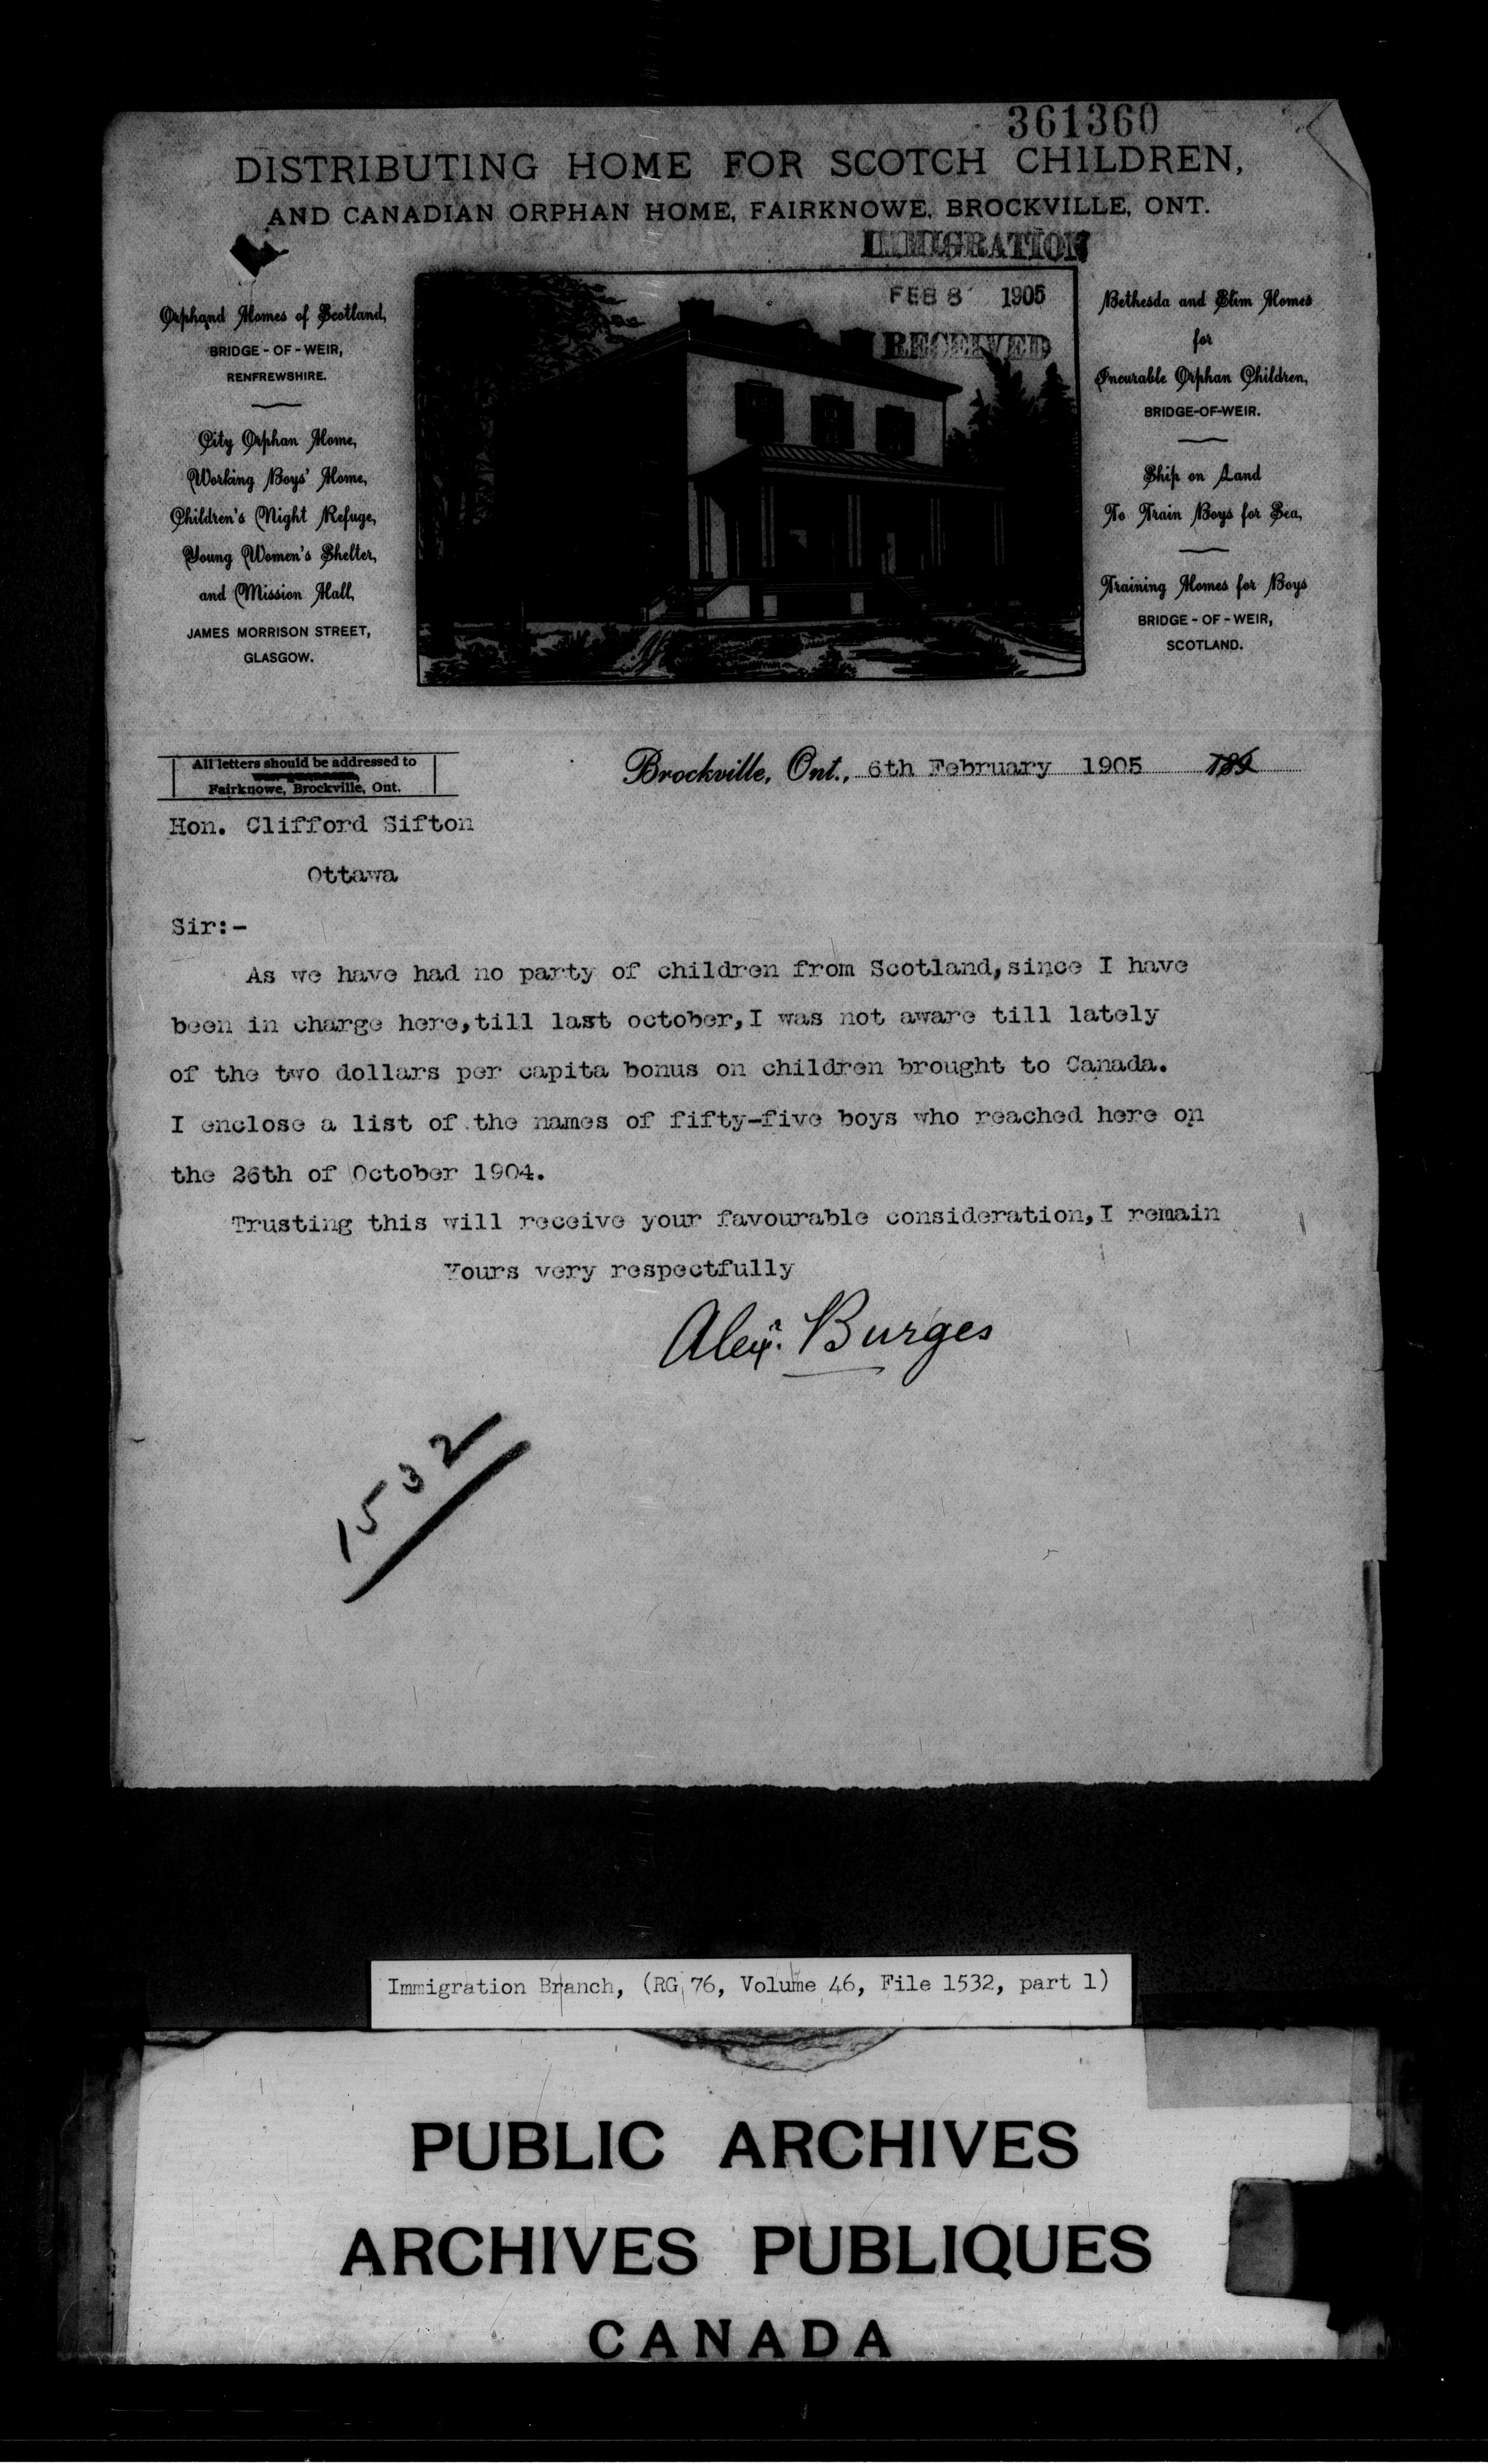 361360
DISTRIBUTING HOME FOR SCOTCH CHILDREN,
AND CANADIAN ORPHAN HOME, FAIRKNOWE, BROCKVILLE, ONT.
IMMIGRATION
FEB 8 1905
RECEIVED
Orphand Homes of Scotland,
BRIDGE-OF-WEIR,
RENFREWSHIRE.
City Orphan Home,
Working Boys' Home,
Children's Night Refuge,
Young Women's Shelter,
and Mission Hall,
JAMES MORRISON STREET,
GLASGOW.
Bethesda and Elim Homes
for
Incurable Orphan Children,
BRIDGE-OF-WEIR.
Ship on Land
To Train Boys for Sea,
Training Homes for Boys
BRIDGE-OF-WEIR,
SCOTLAND.
All letters should be addressed to
Fairknowe, Brockville, Ont.
Brockville, Ont., 6th February 1905 189
Hon. Clifford Sifton
Ottawa
Sir:-
As we have had no party of children from Scotland,since I have
been in charge here,till last october,I was not aware till lately
of the two dollars per capita bonus on children brought to Canada.
I enclose a list of the names of fifty-five boys who reached here on
the 26th of October 1904.
Trusting this will receive your favourable consideration,I remain
Yours very respectfully
Alexr. Burges
1532
Immigration Branch, (RG 76, Volume 46, File 1532, part 1)
PUBLIC ARCHIVES
ARCHIVES PUBLIQUES
CANADA